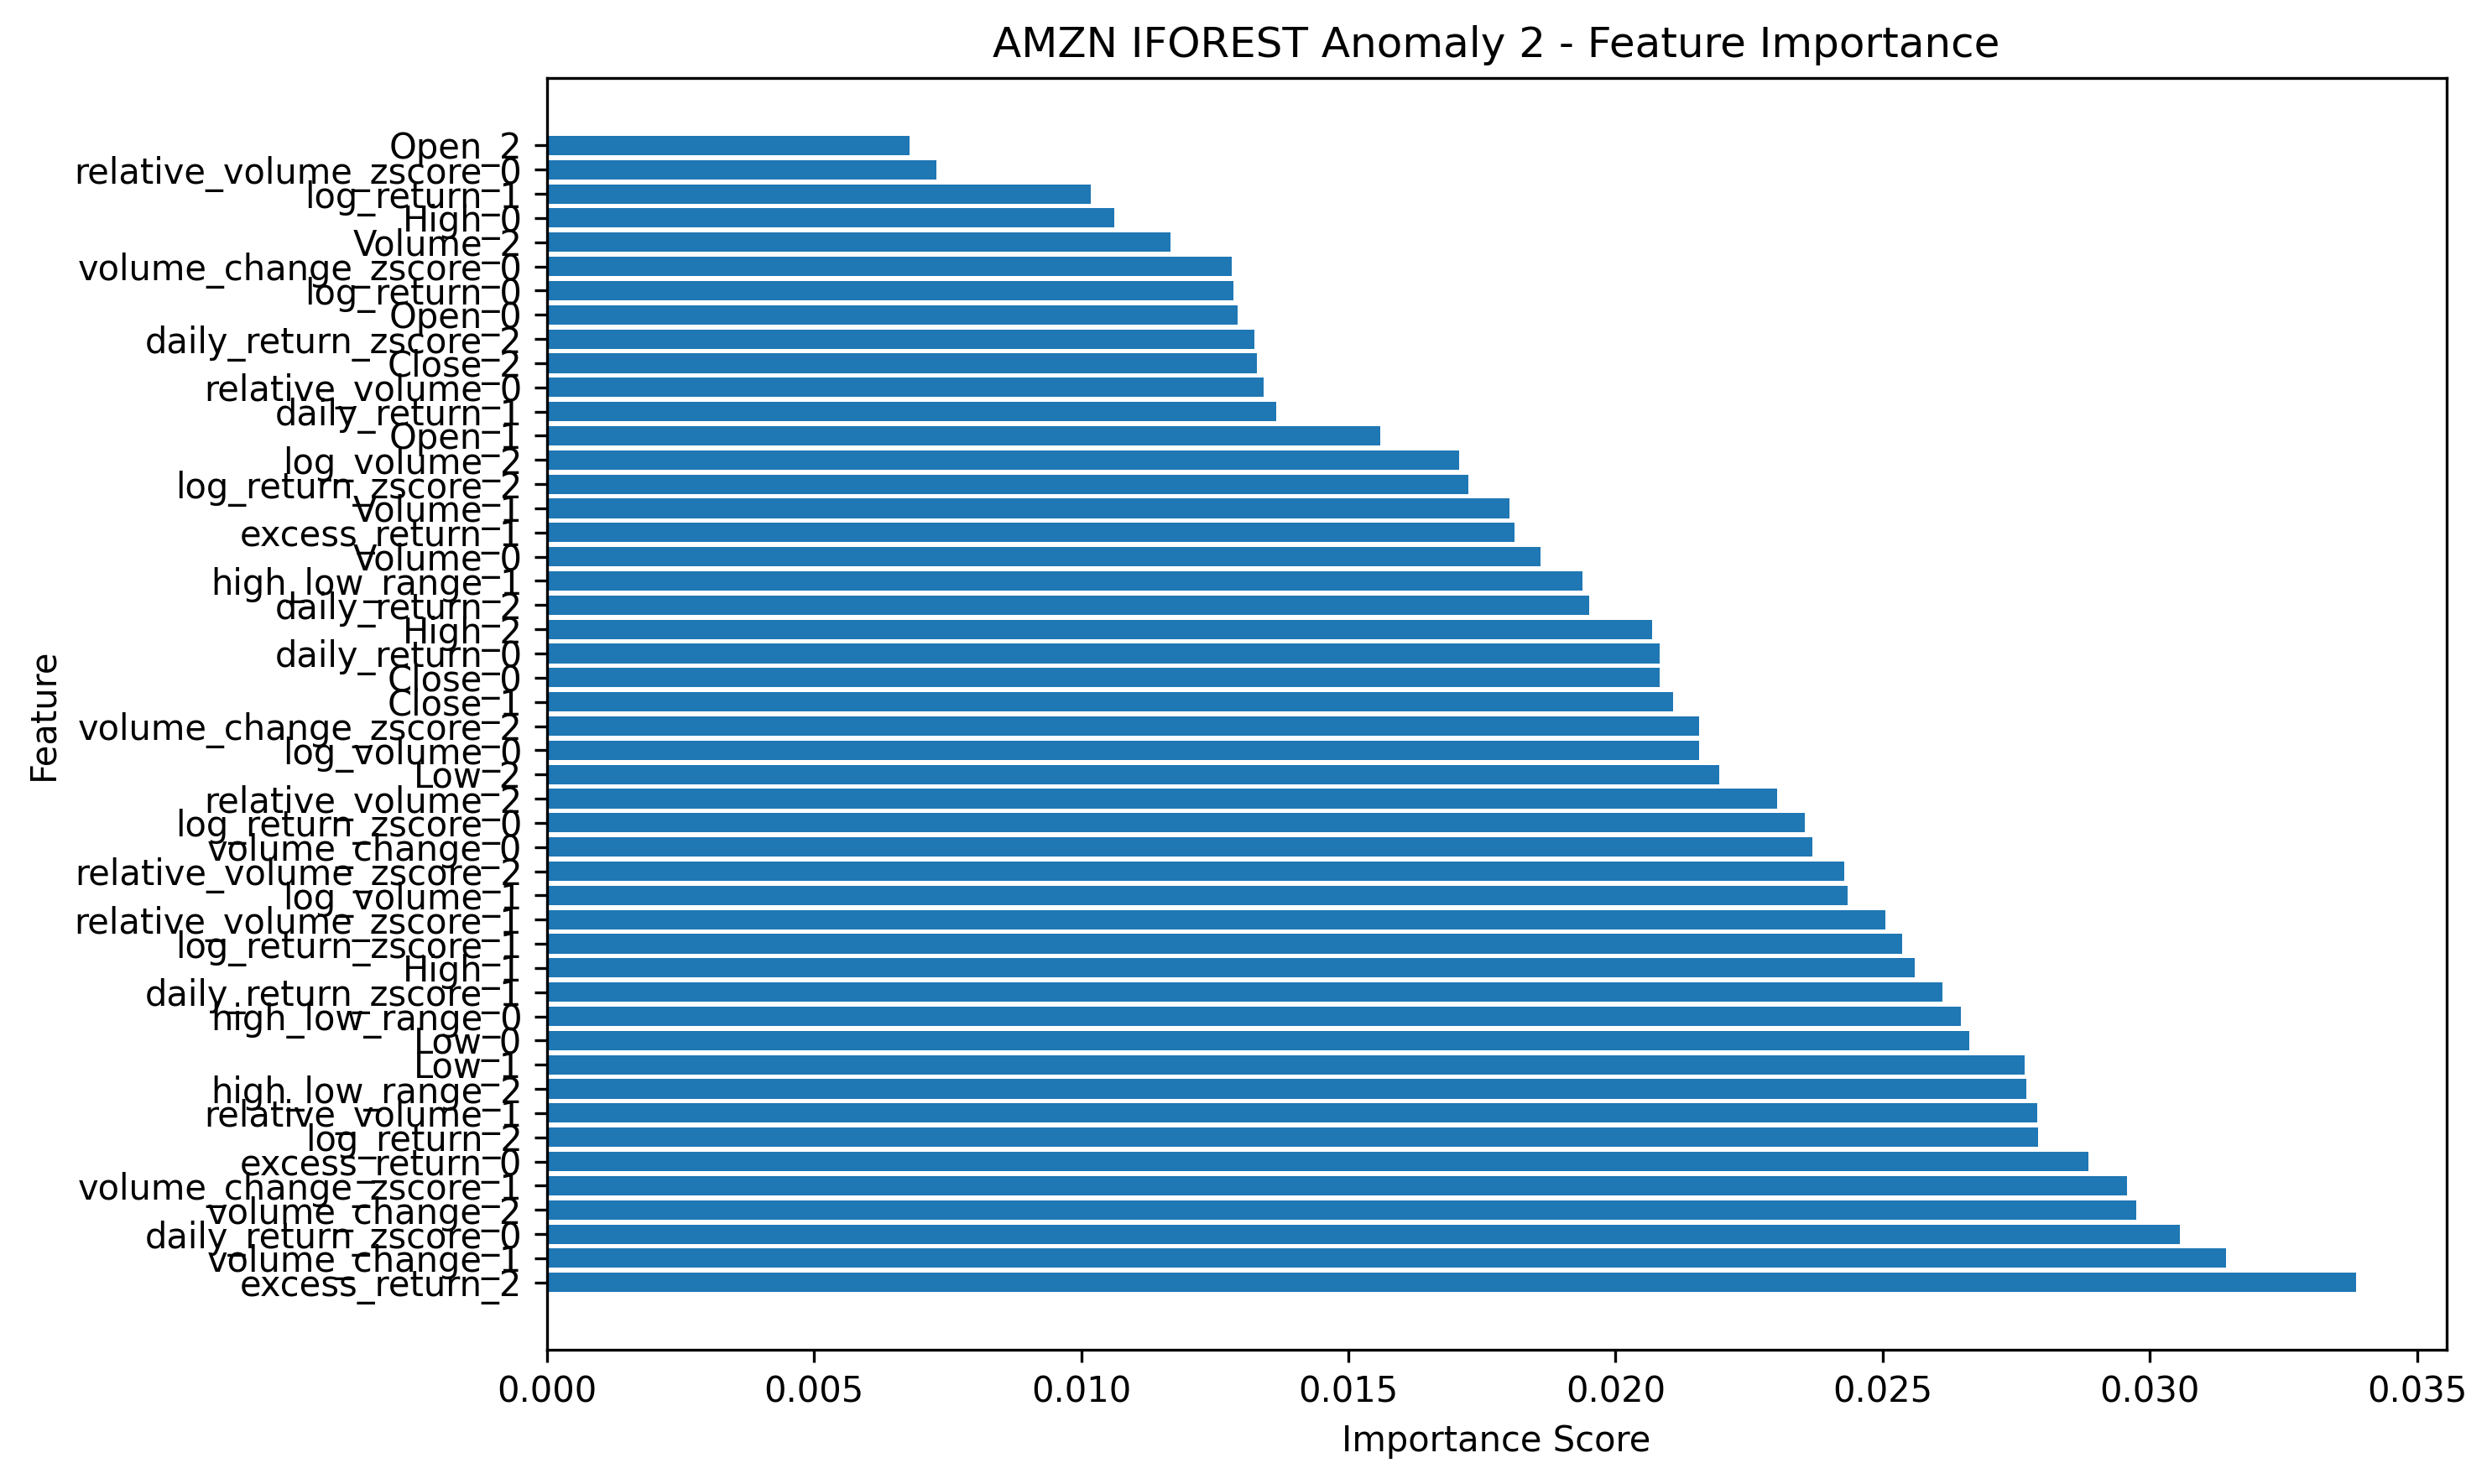 AMZN IFOREST Anomaly 2 - Feature Importance
Open_2
relative_volume_zscore_0
log_return_1
High_0
Volume_2
volume_change_zscore_0
log_return_0
Open_0
daily_return_zscore_2
Close_2
relative_volume_0
daily_return_1
Open_1
log_volume_2
log_return_zscore_2
Volume_1
excess_return_1
Volume_0
high_low_range_1
daily_return_2
High_2
daily_return_0
Close_0
Close_1
volume_change_zscore_2
log_volume_0
Low_2
relative_volume_2
log_return_zscore_0
volume_change_0
relative_volume_zscore_2
log_volume_1
relative_volume_zscore_1
log_return_zscore_1
High_1
daily_return_zscore_1
high_low_range_0
Low_0
Low_1
high_low_range_2
relative_volume_1
log_return_2
excess_return_0
volume_change_zscore_1
volume_change_2
daily_return_zscore_0
volume_change_1
excess_return_2
Feature
0.000 0.005 0.010 0.015 0.020 0.025 0.030 0.035
Importance Score